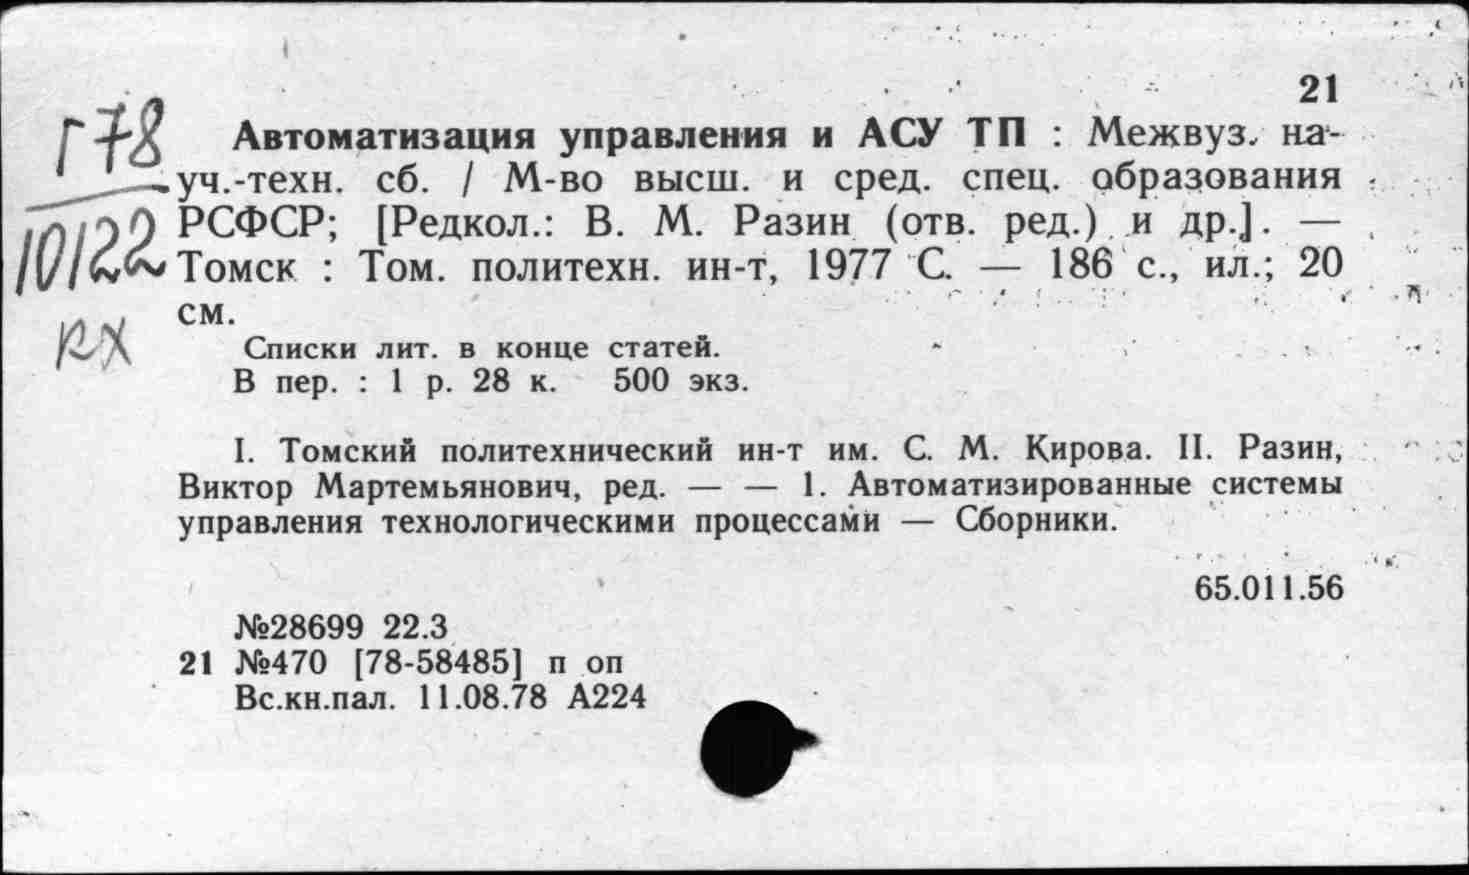 21
Г78
10122
кх
Автоматизация управления и АСУ ТП : Межвуз. на-
уч.-техн. сб. / М-во высш. и сред. спец. образования
РСФСР; [Редкол.: В. М. Разин (отв. ред.) и др.]. —
Томск : Том. политехн. ин-т, 1977 С. — 186 с., ил.; 20
см.
Списки лит. в конце статей.
В пер. : 1 р. 28 к. 500 экз.
I. Томский политехнический ин-т им. С. М. Кирова. II. Разин,
Виктор Мартемьянович, ред. — — 1. Автоматизированные системы
управления технологическими процессами — Сборники.
65.011.56
№28699 22.3
21 №470 [78-58485] п оп
Вс.кн.пал. 11.08.78 А224